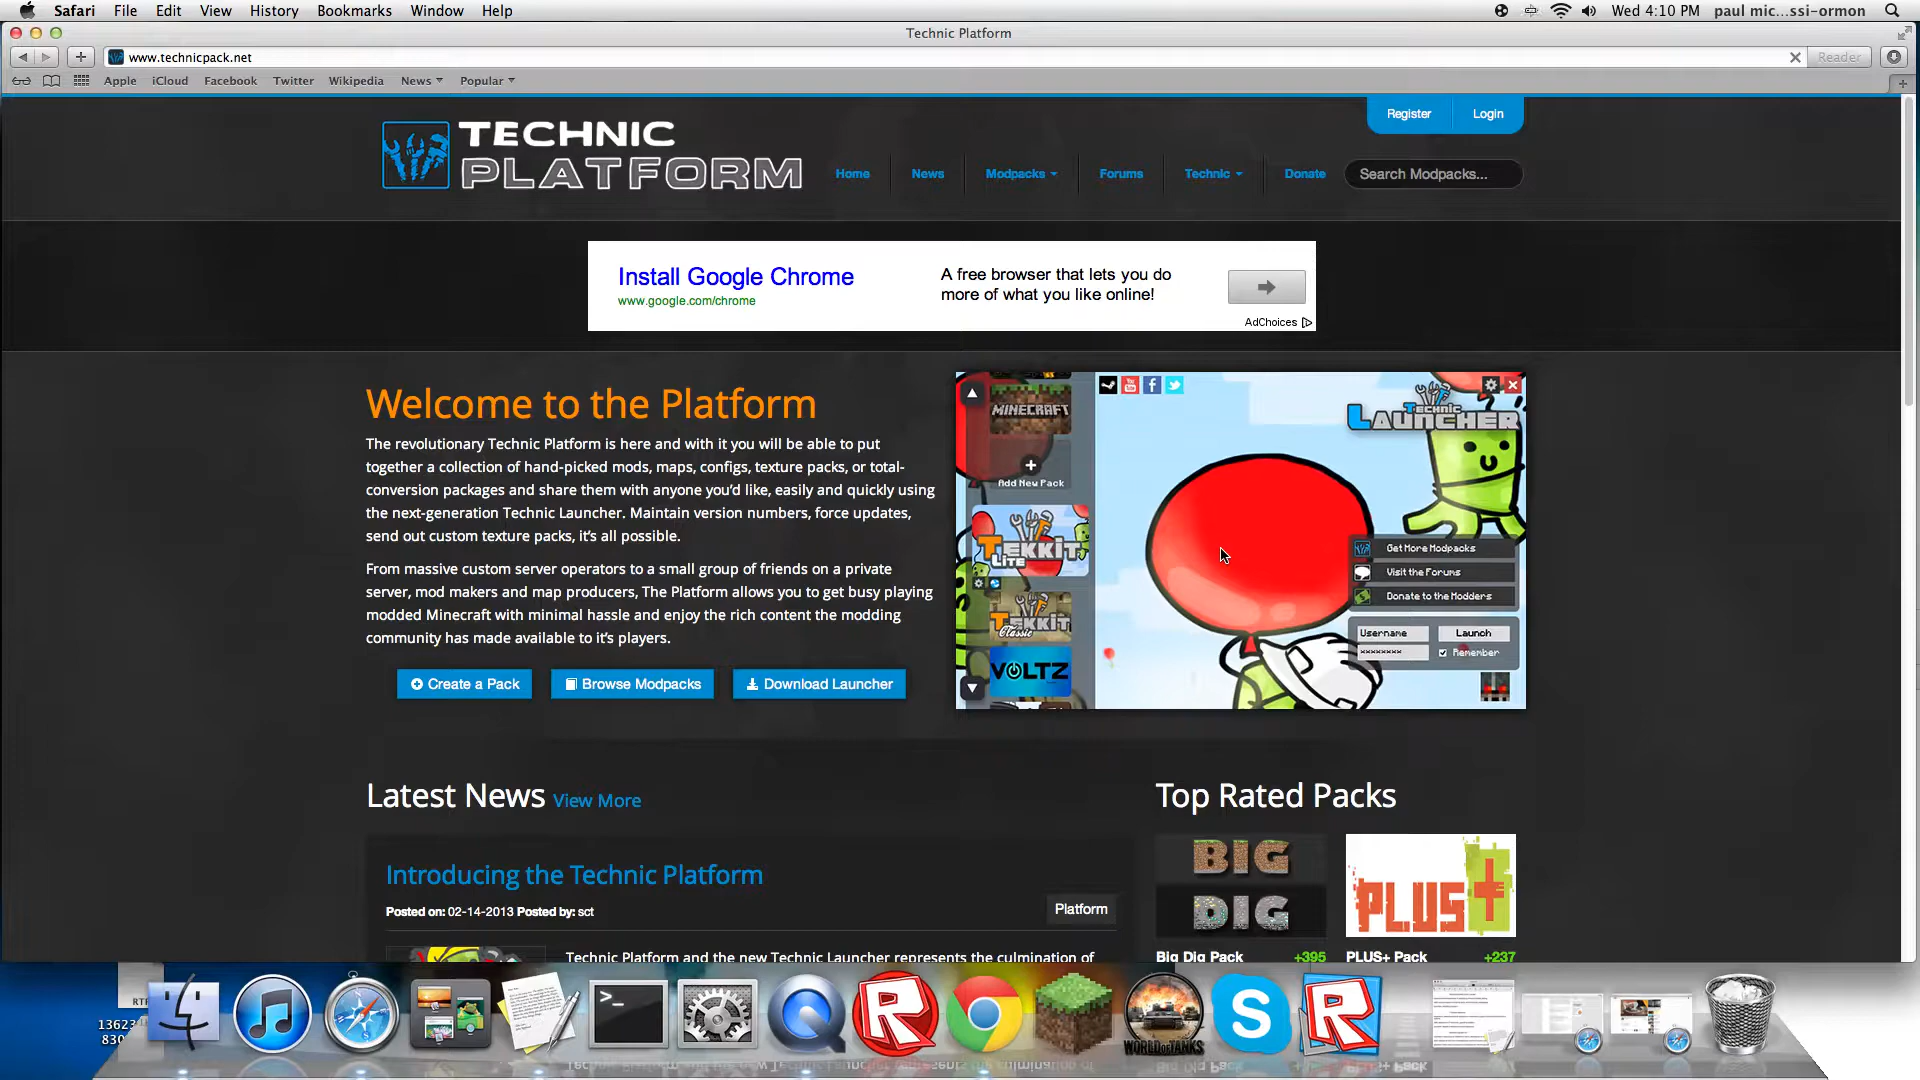 Safari File Edit View History Bookmarks Window Help
Wed 4:10 PM paul mic...ssi-ormon
Technic Platform
www.technicpack.net
Reader
Apple iCloud Facebook Twitter Wikipedia News Popular
Register Login
TECHNIC
PLATFORM
Home News Modpacks Forums Technic Donate Search Modpacks...
Install Google Chrome
www.google.com/chrome
A free browser that lets you do
more of what you like online!
AdChoices
Welcome to the Platform
The revolutionary Technic Platform is here and with it you will be able to put
together a collection of hand-picked mods, maps, configs, texture packs, or total-
conversion packages and share them with anyone you'd like, easily and quickly using
the next-generation Technic Launcher. Maintain version numbers, force updates,
send out custom texture packs, it's all possible.
From massive custom server operators to a small group of friends on a private
server, mod makers and map producers, The Platform allows you to get busy playing
modded Minecraft with minimal hassle and enjoy the rich content the modding
community has made available to it's players.
Create a Pack Browse Modpacks Download Launcher
MINECRAFT
Add New Pack
TEKKIT
LITE
TEKKIT
Classic
VOLTZ
Technic
LAUNCHER
Get More Modpacks
Visit the Forums
Donate to the Modders
Username Launch
******** Remember
Latest News View More
Introducing the Technic Platform
Posted on: 02-14-2013 Posted by: sct
Platform
Technic Platform and the new Technic Launcher represents the culmination of
Top Rated Packs
BIG
DIG
PLUS+
Big Dig Pack +395
PLUS+ Pack +237
RTF
13623
830
WORLD OF TANKS